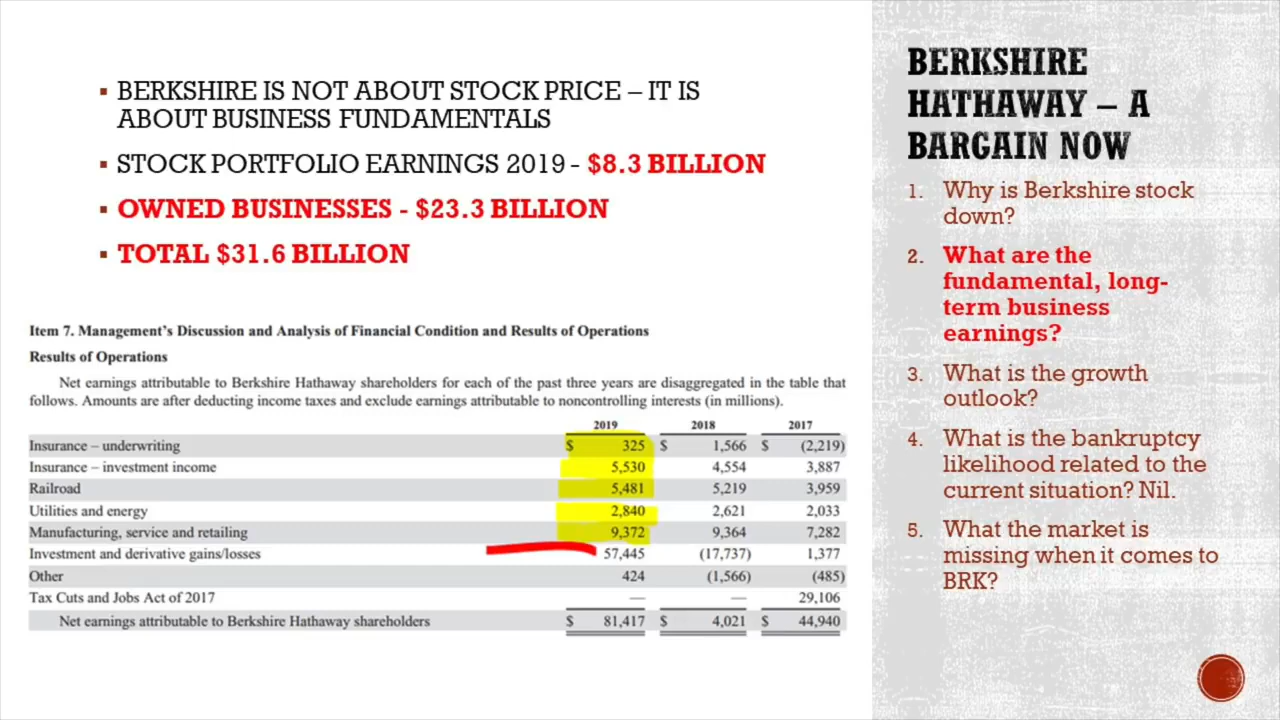 ▪ BERKSHIRE IS NOT ABOUT STOCK PRICE – IT IS
ABOUT BUSINESS FUNDAMENTALS
▪ STOCK PORTFOLIO EARNINGS 2019 - $8.3 BILLION
▪ OWNED BUSINESSES - $23.3 BILLION
▪ TOTAL $31.6 BILLION
Item 7. Management's Discussion and Analysis of Financial Condition and Results of Operations
Results of Operations
Net earnings attributable to Berkshire Hathaway shareholders for each of the past three years are disaggregated in the table that
follows. Amounts are after deducting income taxes and exclude earnings attributable to noncontrolling interests (in millions).
2019 2018 2017
Insurance – underwriting $ 325 $ 1,566 $ (2,219)
Insurance – investment income 5,530 4,554 3,887
Railroad 5,481 5,219 3,959
Utilities and energy 2,840 2,621 2,033
Manufacturing, service and retailing 9,372 9,364 7,282
Investment and derivative gains/losses 57,445 (17,737) 1,377
Other 424 (1,566) (485)
Tax Cuts and Jobs Act of 2017 — — 29,106
Net earnings attributable to Berkshire Hathaway shareholders $ 81,417 $ 4,021 $ 44,940
BERKSHIRE
HATHAWAY – A
BARGAIN NOW
1. Why is Berkshire stock
down?
2. What are the
fundamental, long-
term business
earnings?
3. What is the growth
outlook?
4. What is the bankruptcy
likelihood related to the
current situation? Nil.
5. What the market is
missing when it comes to
BRK?